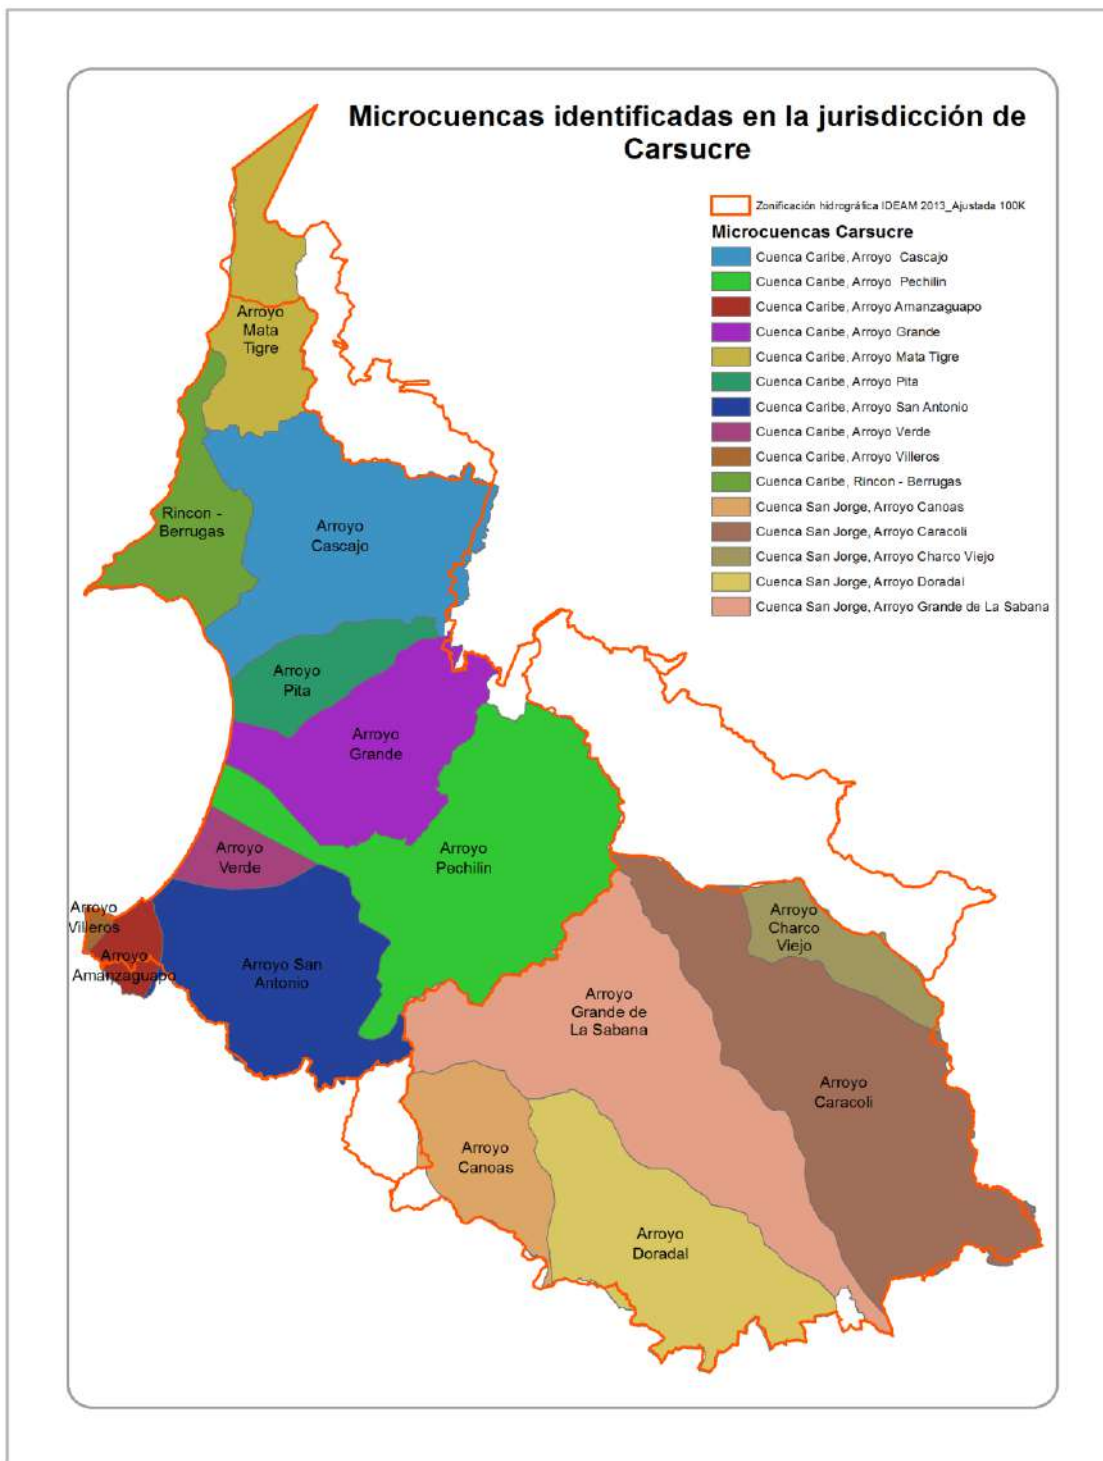 Microcuencas identificadas en la jurisdicción de
Carsucre
Zonificación hidrográfica IDEAM 2013_Ajustada 100K
Microcuencas Carsucre
Cuenca Caribe, Arroyo Cascajo
Cuenca Caribe, Arroyo Pechilin
Cuenca Caribe, Arroyo Amanzaguapo
Cuenca Caribe, Arroyo Grande
Cuenca Caribe, Arroyo Mata Tigre
Cuenca Caribe, Arroyo Pita
Cuenca Caribe, Arroyo San Antonio
Cuenca Caribe, Arroyo Verde
Cuenca Caribe, Arroyo Villeros
Cuenca Caribe, Rincon - Berrugas
Cuenca San Jorge, Arroyo Canoas
Cuenca San Jorge, Arroyo Caracoli
Cuenca San Jorge, Arroyo Charco Viejo
Cuenca San Jorge, Arroyo Doradal
Cuenca San Jorge, Arroyo Grande de La Sabana
Arroyo
Mata
Tigre
Rincon -
Berrugas
Arroyo
Cascajo
Arroyo
Pita
Arroyo
Grande
Arroyo
Verde
Arroyo
Pechilin
Arroyo
Villeros
Arroyo
Amanzaguapo
Arroyo San
Antonio
Arroyo
Charco
Viejo
Arroyo
Grande de
La Sabana
Arroyo
Caracoli
Arroyo
Canoas
Arroyo
Doradal